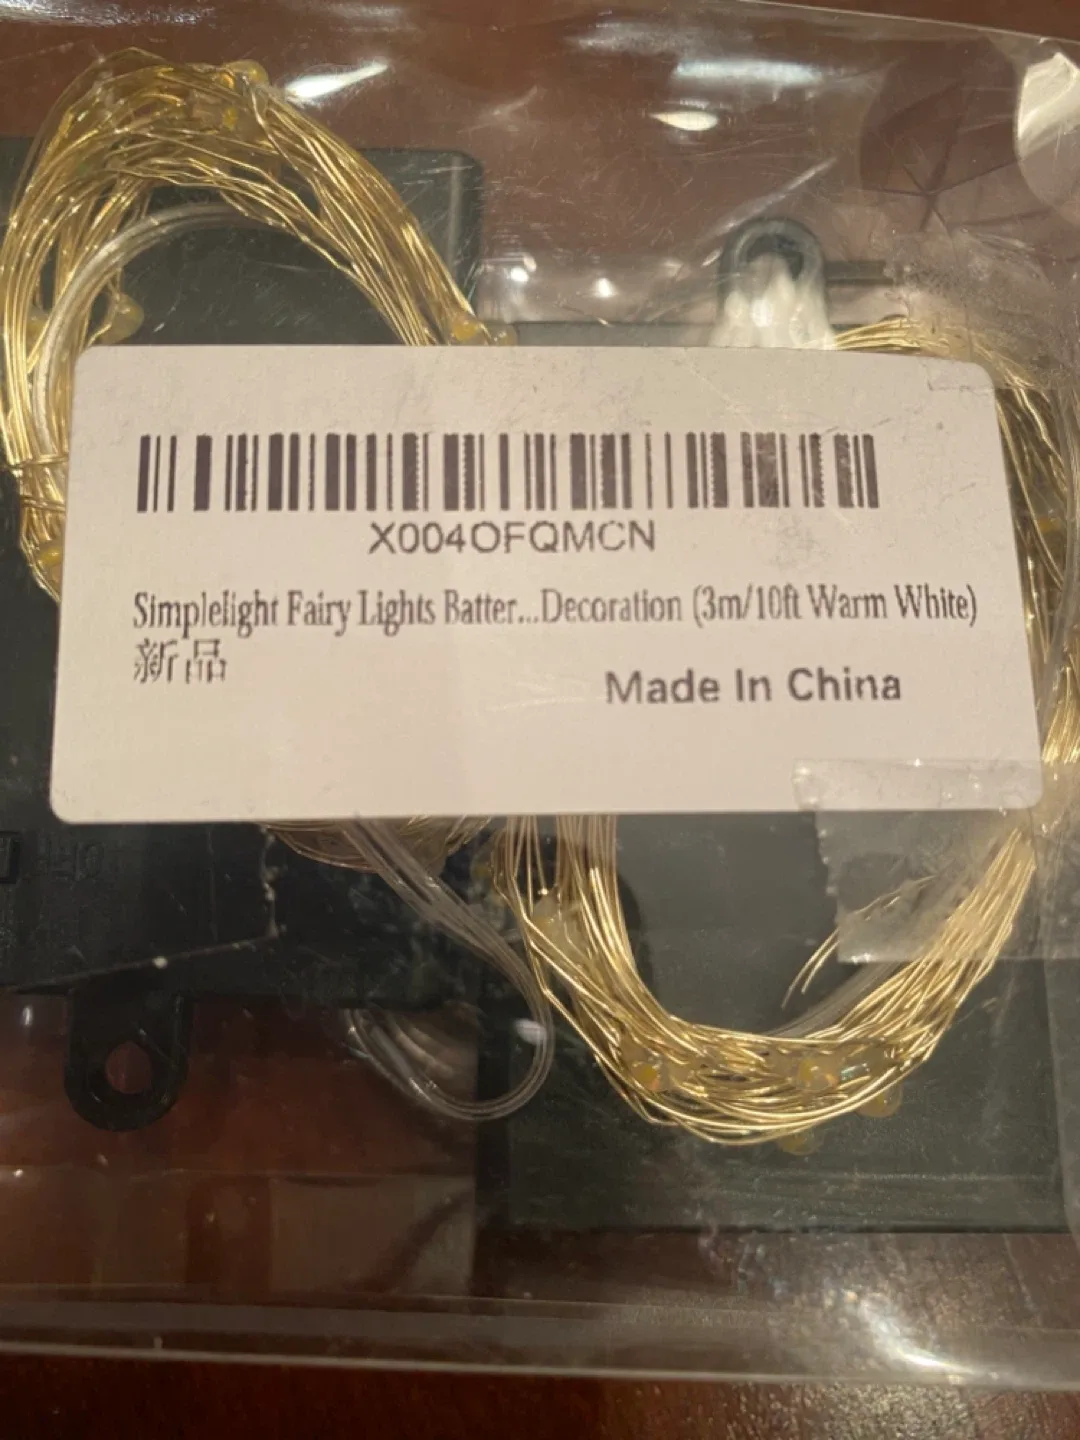 X004OFQMCN
Simplelight Fairy Lights Batter...Decoration (3m/10ft Warm White)
新品
Made In China